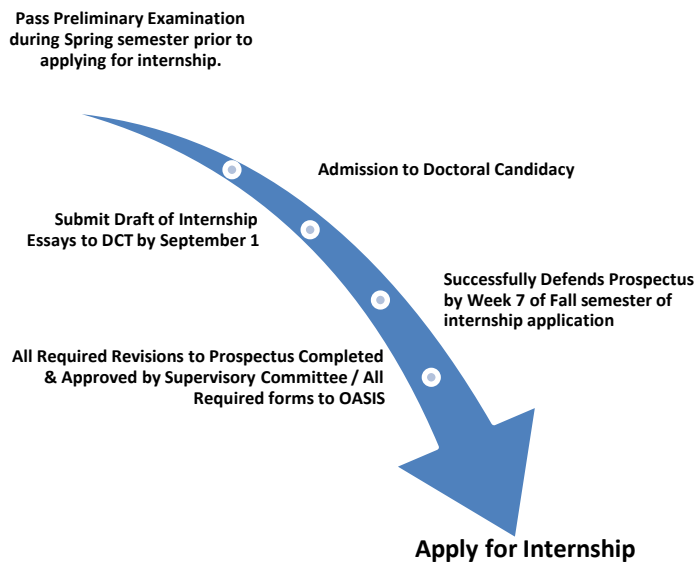 Pass Preliminary Examination
during Spring semester prior to
applying for internship.
Admission to Doctoral Candidacy
Submit Draft of Internship
Essays to DCT by September 1
Successfully Defends Prospectus
by Week 7 of Fall semester of
internship application
All Required Revisions to Prospectus Completed
& Approved by Supervisory Committee / All
Required forms to OASIS
Apply for Internship